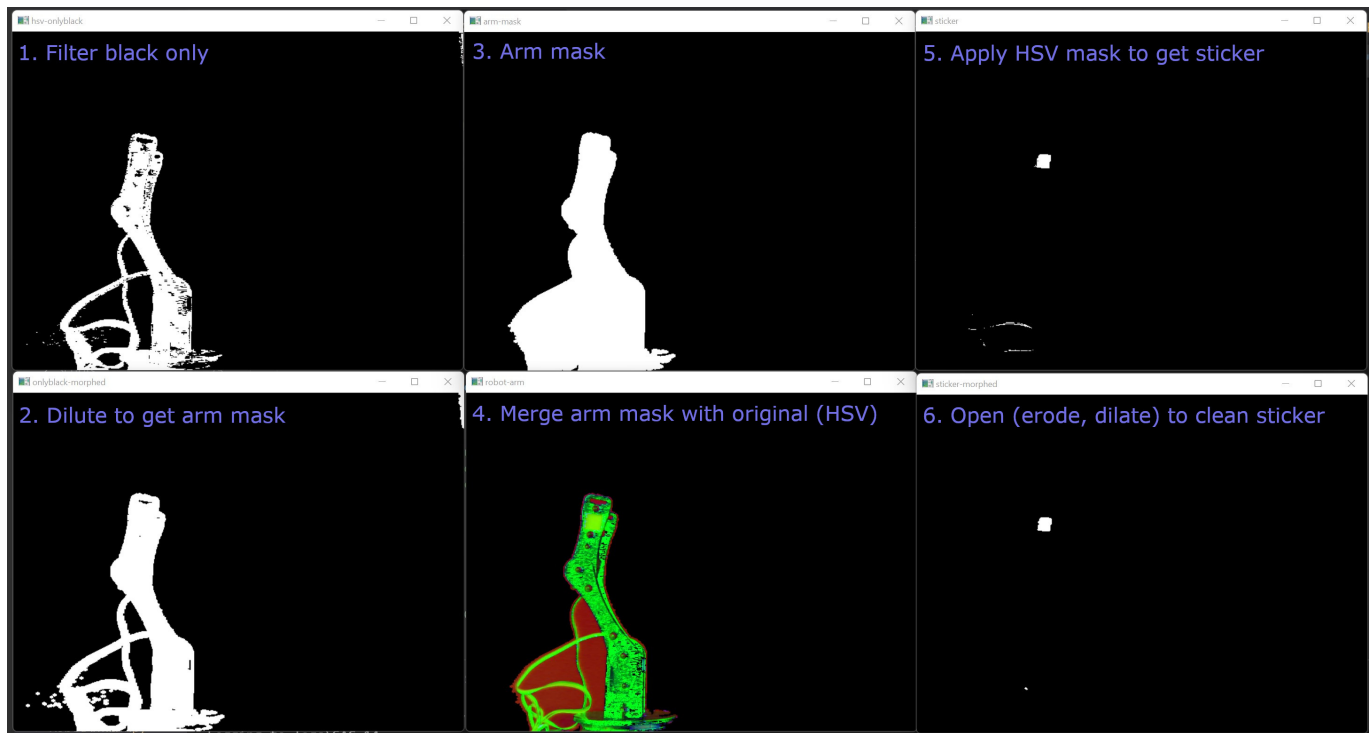 hsv-onlyblack
1. Filter black only
arm-mask
3. Arm mask
sticker
5. Apply HSV mask to get sticker
onlyblack-morphed
2. Dilute to get arm mask
robot-arm
4. Merge arm mask with original (HSV)
sticker-morphed
6. Open (erode, dilate) to clean sticker